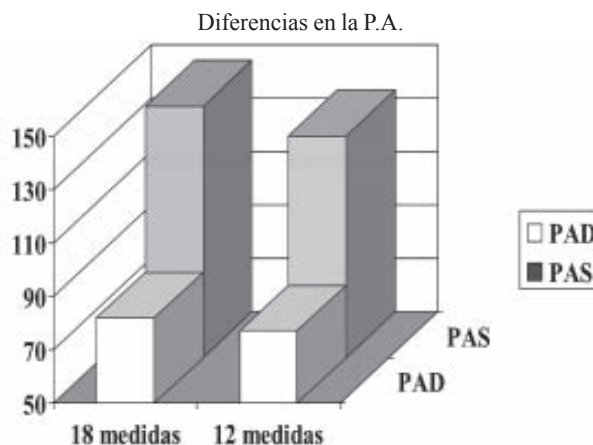 Diferencias en la P.A.
150
130
110
90
70
50
18 medidas
12 medidas
PAD
PAS
PAD
PAS